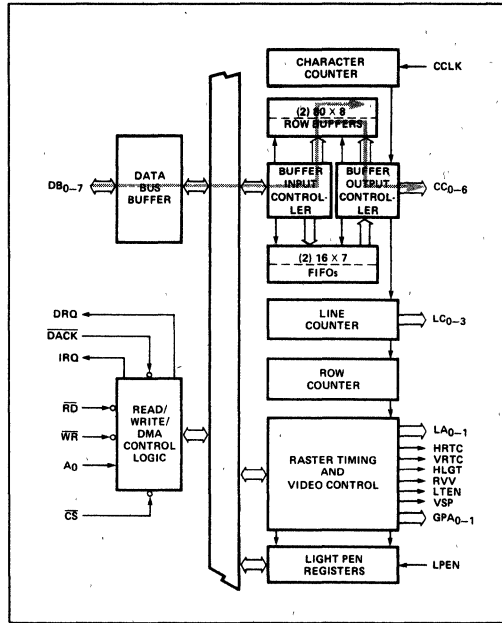 CHARACTER
COUNTER
CCLK
(2) 80 X 8
ROW BUFFERS
DATA
BUS
BUFFER
DB0–7
BUFFER
INPUT
CONTROL-
LER
BUFFER
OUTPUT
CONTROL-
LER
CC0–6
(2) 16 X 7
FIFOs
DRQ
DACK
IRQ
RD
WR
A0
CS
READ/
WRITE/
DMA
CONTROL
LOGIC
LINE
COUNTER
LC0–3
ROW
COUNTER
RASTER TIMING
AND
VIDEO CONTROL
LA0–1
HRTC
VRTC
HLGT
RVV
LTEN
VSP
GPA0–1
LIGHT PEN
REGISTERS
LPEN